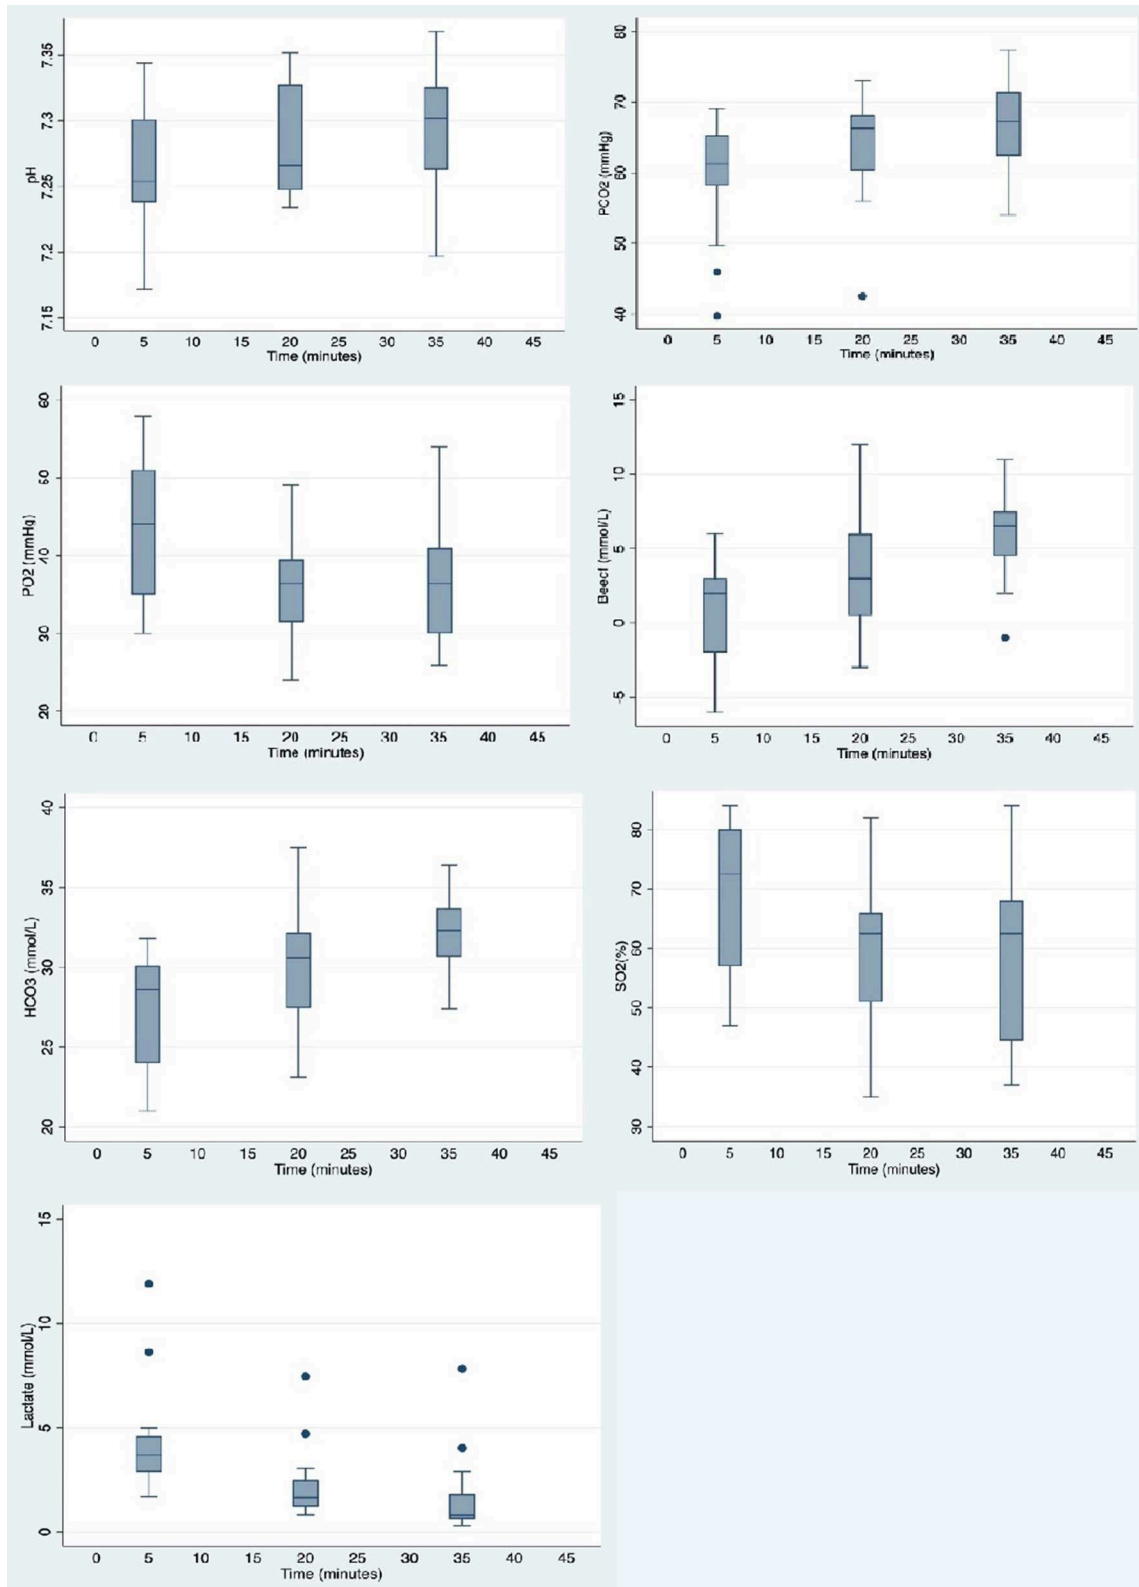 7.35
7.3
7.25
7.2
7.15
pH
0 5 10 15 20 25 30 35 40 45
Time (minutes)
80
70
60
50
40
PCO2 (mmHg)
0 5 10 15 20 25 30 35 40 45
Time (minutes)
60
50
40
30
20
PO2 (mmHg)
0 5 10 15 20 25 30 35 40 45
Time (minutes)
15
10
5
0
-5
Beecf (mmol/L)
0 5 10 15 20 25 30 35 40 45
Time (minutes)
40
35
30
25
20
HCO3 (mmol/L)
0 5 10 15 20 25 30 35 40 45
Time (minutes)
80
70
60
50
40
30
SO2(%)
0 5 10 15 20 25 30 35 40 45
Time (minutes)
15
10
5
0
Lactate (mmol/L)
0 5 10 15 20 25 30 35 40 45
Time (minutes)